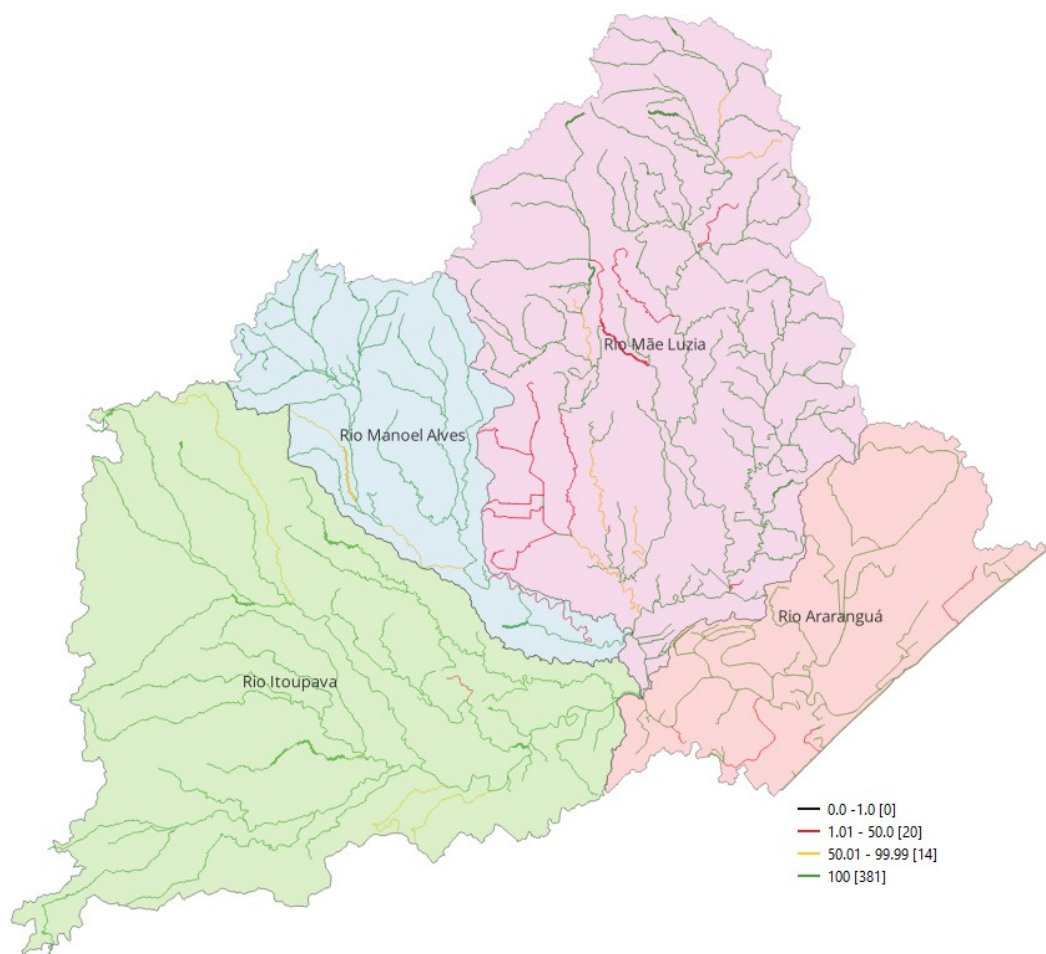 Rio Mãe Luzia
Rio Manoel Alves
Rio Araranguá
Rio Itoupava
0.0 -1.0 [0]
1.01 - 50.0 [20]
50.01 - 99.99 [14]
100 [381]